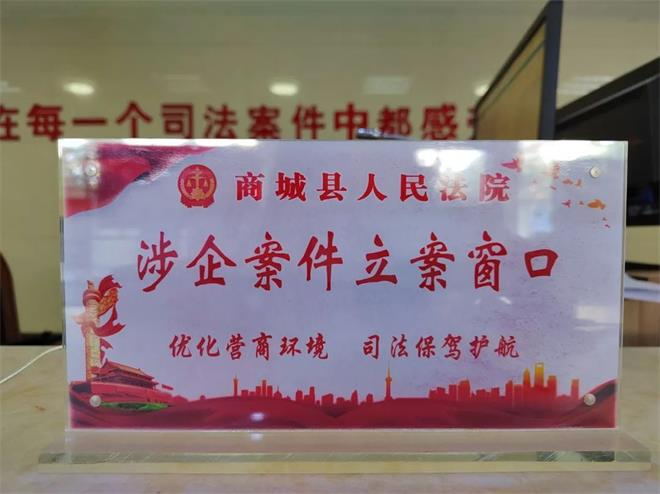 在每一个司法案件中都感
商城县人民法院
涉企案件立案窗口
优化营商环境 司法保驾护航